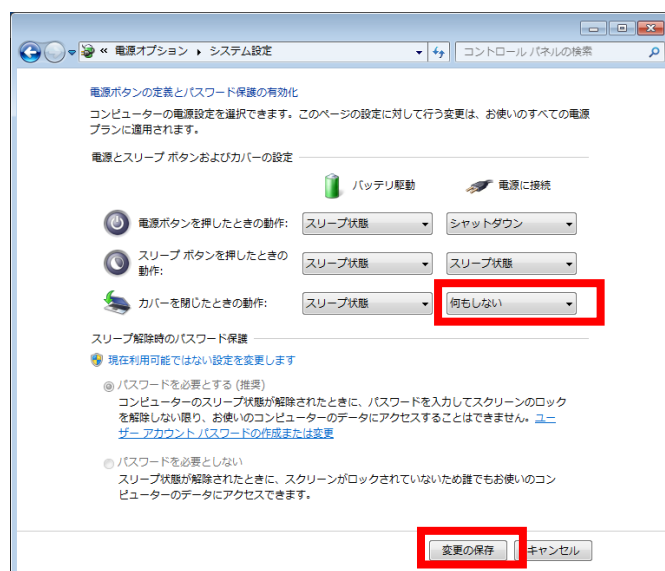 « 電源オプション ▸ システム設定
コントロール パネルの検索
電源ボタンの定義とパスワード保護の有効化
コンピューターの電源設定を選択できます。このページの設定に対して行う変更は、お使いのすべての電源
プランに適用されます。
電源とスリープ ボタンおよびカバーの設定
バッテリ駆動 電源に接続
電源ボタンを押したときの動作: スリープ状態 シャットダウン
スリープ ボタンを押したときの
動作: スリープ状態 スリープ状態
カバーを閉じたときの動作: スリープ状態 何もしない
スリープ解除時のパスワード保護
現在利用可能ではない設定を変更します
パスワードを必要とする (推奨)
コンピューターのスリープ状態が解除されたときに、パスワードを入力してスクリーンのロック
を解除しない限り、お使いのコンピューターのデータにアクセスすることはできません。ユー
ザー アカウント パスワードの作成または変更
パスワードを必要としない
スリープ状態が解除されたときに、スクリーンがロックされていないため誰でもお使いのコン
ピューターのデータにアクセスできます。
変更の保存 キャンセル